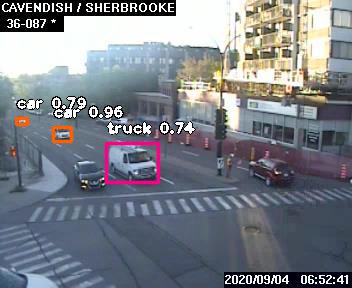 CAVENDISH / SHERBROOKE
36-087 *
car 0.79
car 0.96
truck 0.74
2020/09/04 06:52:41